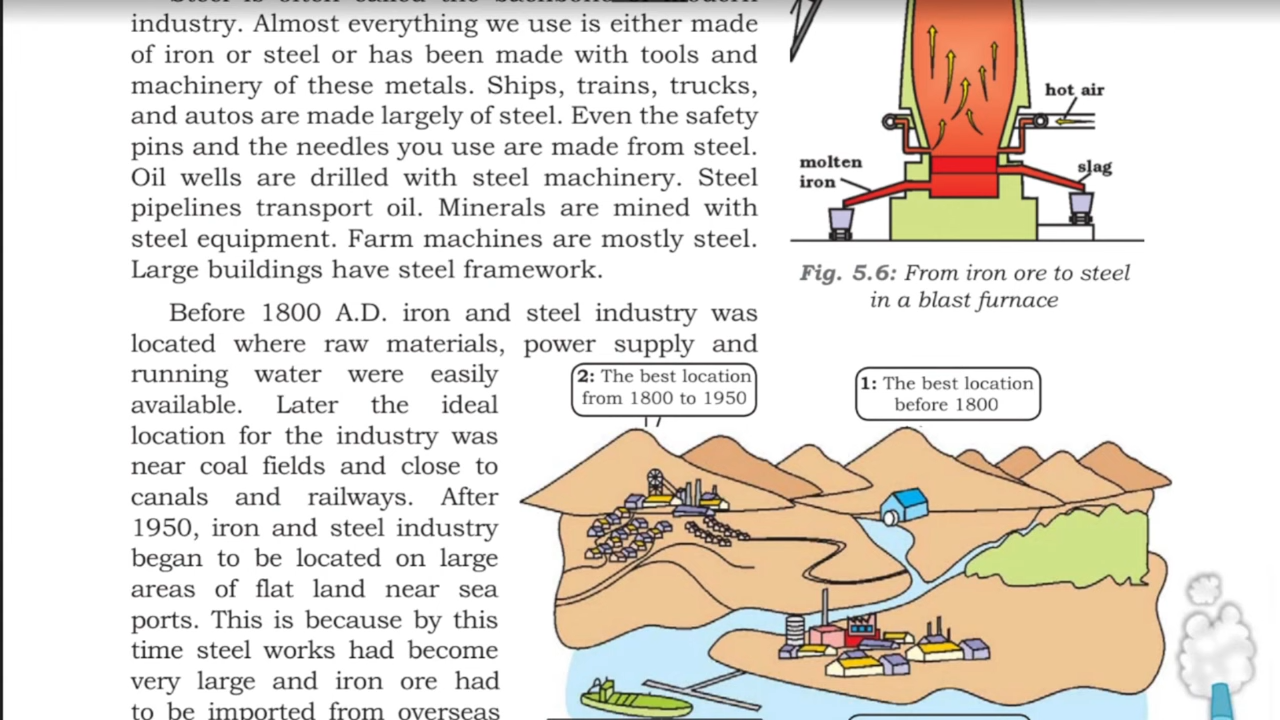 industry. Almost everything we use is either made
of iron or steel or has been made with tools and
machinery of these metals. Ships, trains, trucks,
and autos are made largely of steel. Even the safety
pins and the needles you use are made from steel.
Oil wells are drilled with steel machinery. Steel
pipelines transport oil. Minerals are mined with
steel equipment. Farm machines are mostly steel.
Large buildings have steel framework.
Before 1800 A.D. iron and steel industry was
located where raw materials, power supply and
running water were easily
available. Later the ideal
location for the industry was
near coal fields and close to
canals and railways. After
1950, iron and steel industry
began to be located on large
areas of flat land near sea
ports. This is because by this
time steel works had become
very large and iron ore had
to be imported from overseas
hot air
molten
iron
slag
Fig. 5.6: From iron ore to steel
in a blast furnace
2: The best location
from 1800 to 1950
1: The best location
before 1800